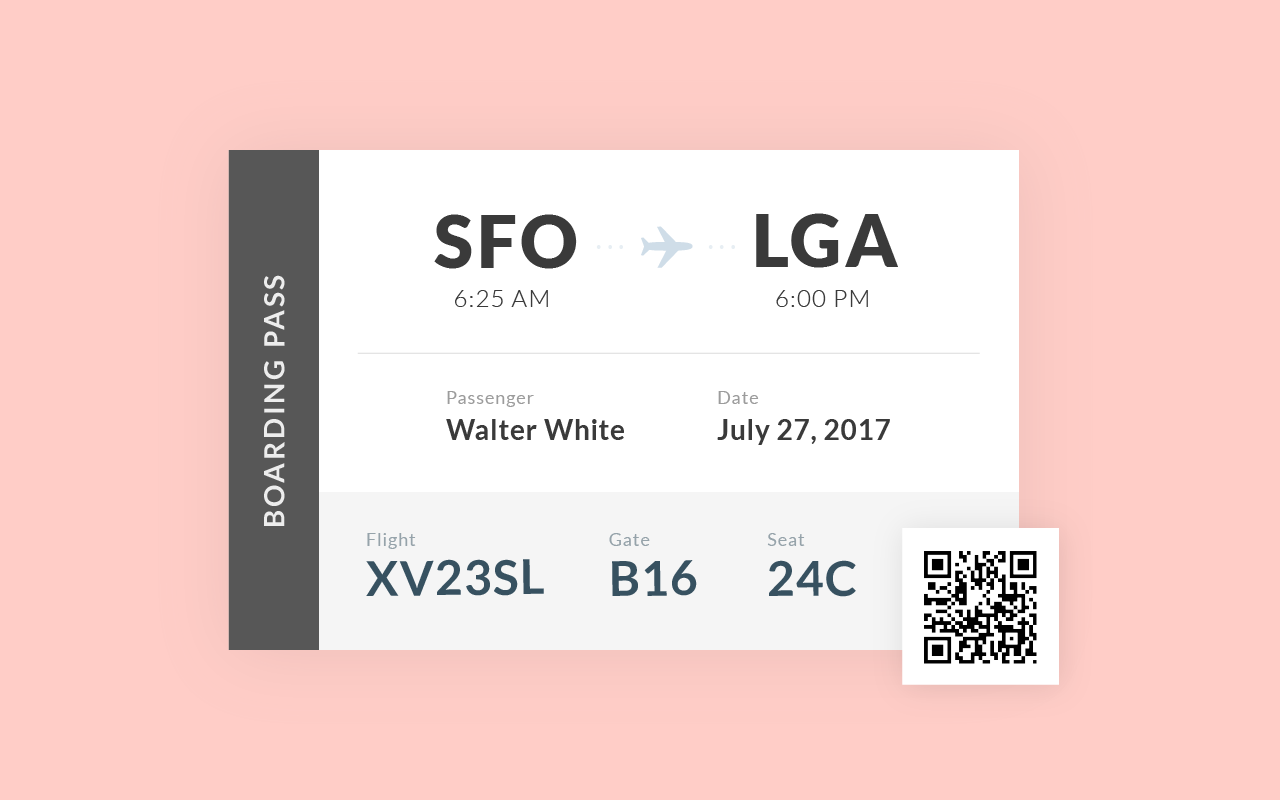 BOARDING PASS
SFO ... ... LGA
6:25 AM 6:00 PM
Passenger Date
Walter White July 27, 2017
Flight Gate Seat
XV23SL B16 24C